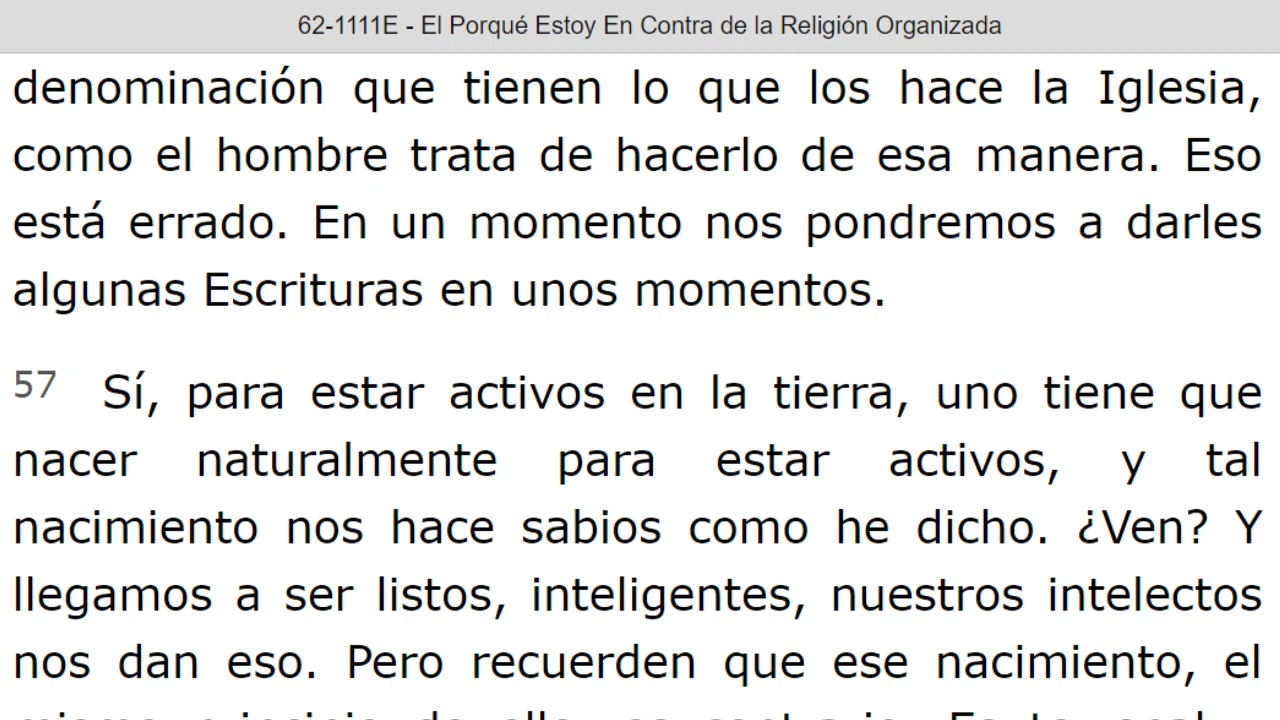 62-1111E - El Porqué Estoy En Contra de la Religión Organizada
denominación que tienen lo que los hace la Iglesia,
como el hombre trata de hacerlo de esa manera. Eso
está errado. En un momento nos pondremos a darles
algunas Escrituras en unos momentos.
57 Sí, para estar activos en la tierra, uno tiene que
nacer naturalmente para estar activos, y tal
nacimiento nos hace sabios como he dicho. ¿Ven? Y
llegamos a ser listos, inteligentes, nuestros intelectos
nos dan eso. Pero recuerden que ese nacimiento, el